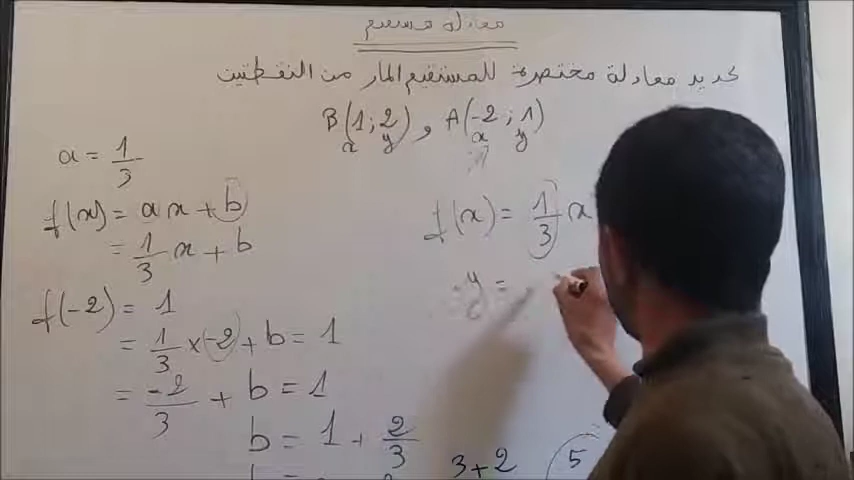 معادلة مستقيم
تحديد معادلة مختصرة للمستقيم المار من النقطتين
B(1;2) و A(-2;1)
x y x y
a = 1/3
f(x) = ax + b
= 1/3 x + b
f(-2) = 1
= 1/3 × (-2) + b = 1
= -2/3 + b = 1
b = 1 + 2/3
3+2
5
f(x) = 1/3 x
y =